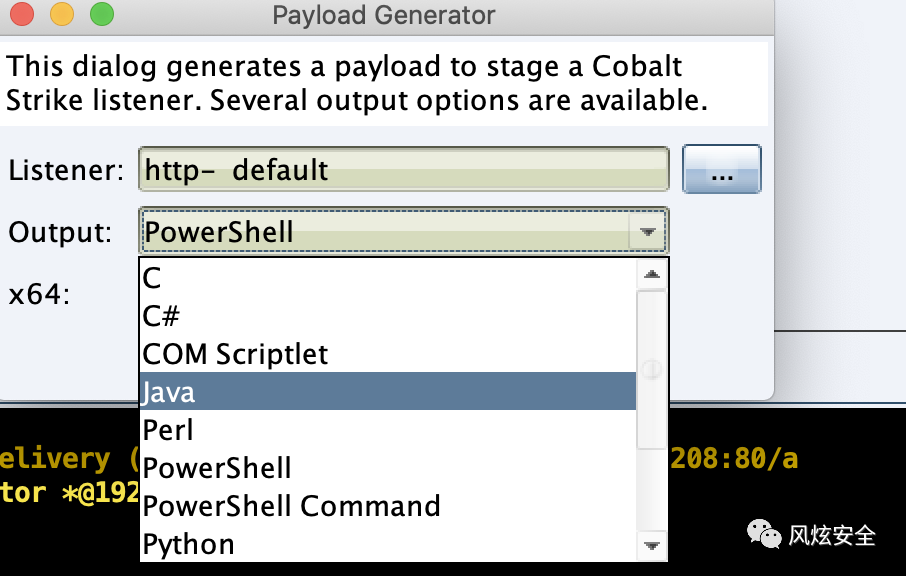 Payload Generator
This dialog generates a payload to stage a Cobalt
Strike listener. Several output options are available.
Listener: http- default ...
Output: PowerShell
x64:
C
C#
COM Scriptlet
Java
Perl
PowerShell
PowerShell Command
Python
elivery ( 208:80/a
tor *@192
风炫安全